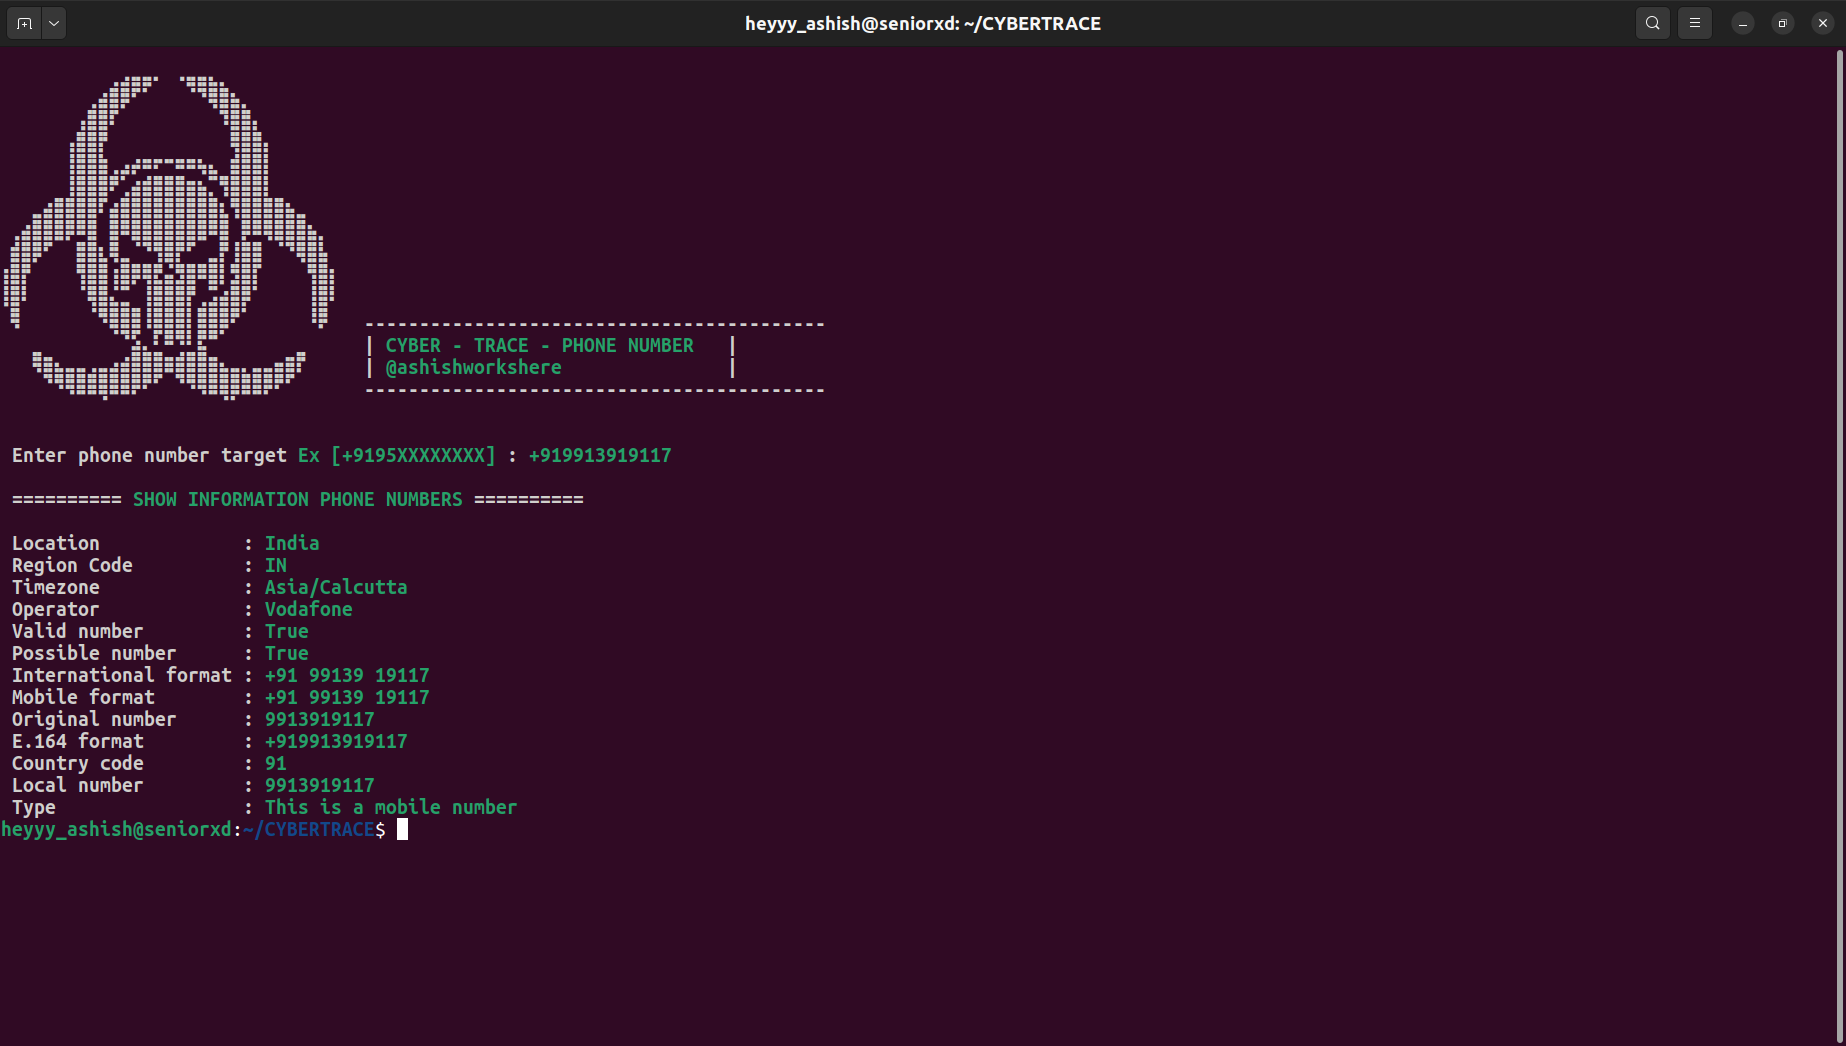 heyyy_ashish@seniorxd: ~/CYBERTRACE
-----------------------------------------
| CYBER - TRACE - PHONE NUMBER |
| @ashishworkshere |
-----------------------------------------
Enter phone number target Ex [+9195XXXXXXXX] : +919913919117
========== SHOW INFORMATION PHONE NUMBERS ==========
Location : India
Region Code : IN
Timezone : Asia/Calcutta
Operator : Vodafone
Valid number : True
Possible number : True
International format : +91 99139 19117
Mobile format : +91 99139 19117
Original number : 9913919117
E.164 format : +919913919117
Country code : 91
Local number : 9913919117
Type : This is a mobile number
heyyy_ashish@seniorxd:~/CYBERTRACE$